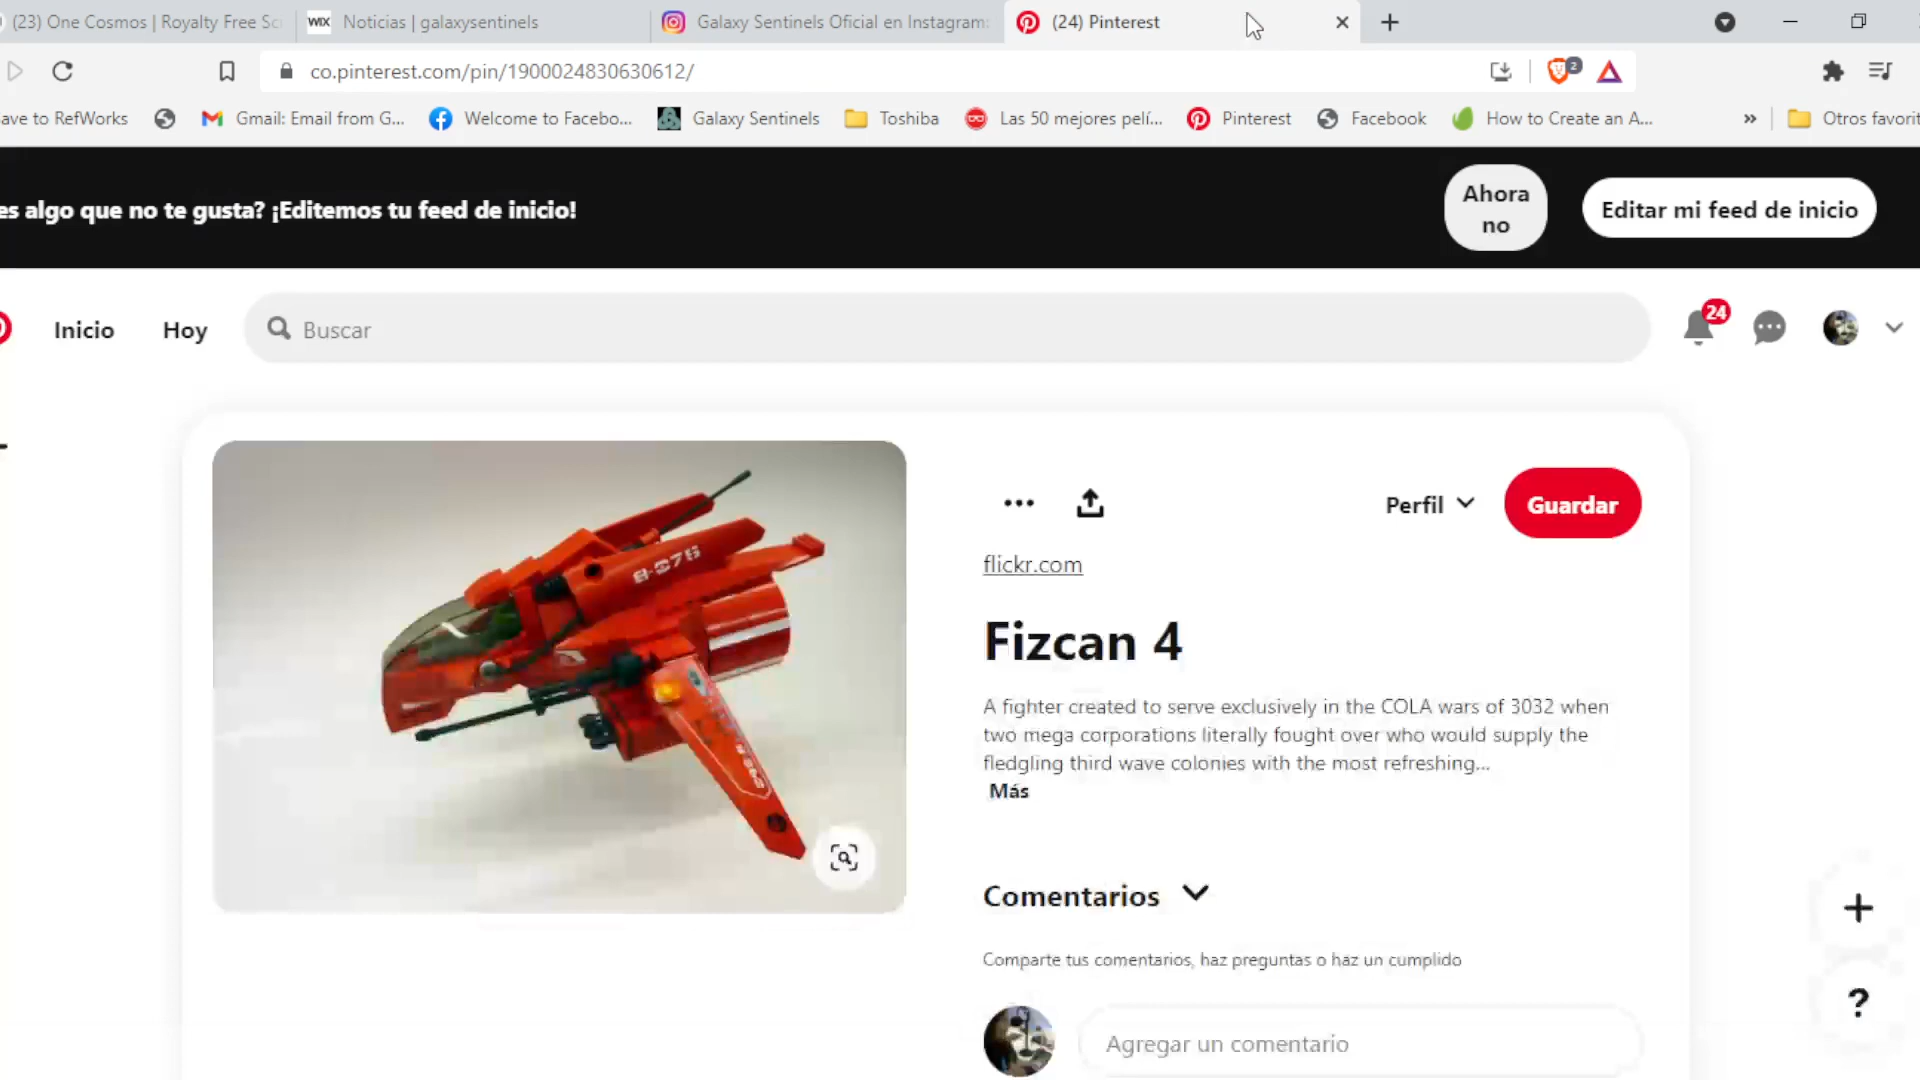 (23) One Cosmos | Royalty Free Sc
WIX Noticias | galaxysentinels
Galaxy Sentinels Oficial en Instagram:
(24) Pinterest
co.pinterest.com/pin/1900024830630612/
2
ave to RefWorks
Gmail: Email from G...
Welcome to Facebo...
Galaxy Sentinels
Toshiba
Las 50 mejores pelí...
Pinterest
Facebook
How to Create an A...
»
Otros favorit
es algo que no te gusta? ¡Editemos tu feed de inicio!
Ahora
no
Editar mi feed de inicio
Inicio
Hoy
Buscar
24
8-375
Perfil
Guardar
flickr.com
Fizcan 4
A fighter created to serve exclusively in the COLA wars of 3032 when
two mega corporations literally fought over who would supply the
fledgling third wave colonies with the most refreshing...
Más
Comentarios
Comparte tus comentarios, haz preguntas o haz un cumplido
Agregar un comentario